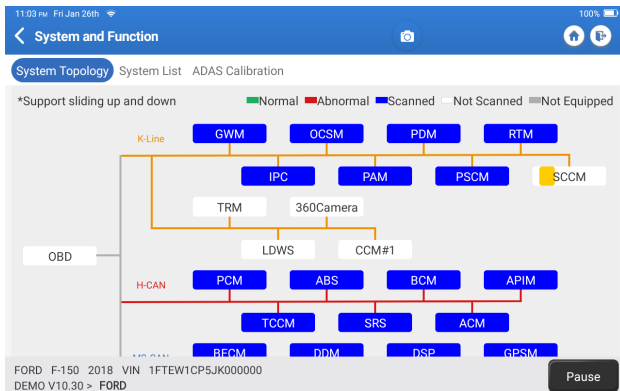 11:03 PM Fri Jan 26th 100%
System and Function
System Topology System List ADAS Calibration
*Support sliding up and down Normal Abnormal Scanned Not Scanned Not Equipped
K-Line GWM OCSM PDM RTM
IPC PAM PSCM SCCM
TRM 360Camera
OBD LDWS CCM#1
H-CAN PCM ABS BCM APIM
TCCM SRS ACM
MS-CAN BECM DDM DSP GPSM
FORD F-150 2018 VIN 1FTEW1CP5JK000000
DEMO V10.30 > FORD
Pause